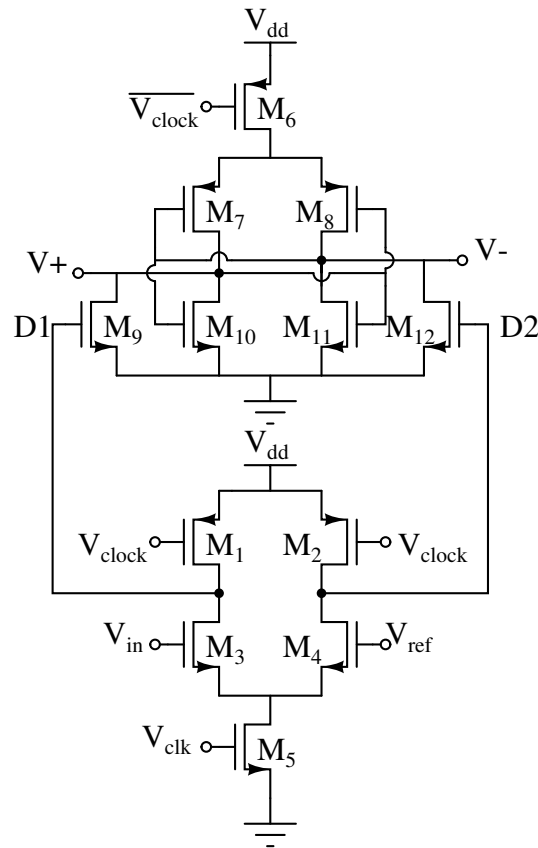 V_dd
V̅_c̅l̅o̅c̅k̅ M_6
M_7 M_8
V+ V-
D1 M_9 M_10 M_11 M_12 D2
V_dd
V_clock M_1 M_2 V_clock
V_in M_3 M_4 V_ref
V_clk M_5